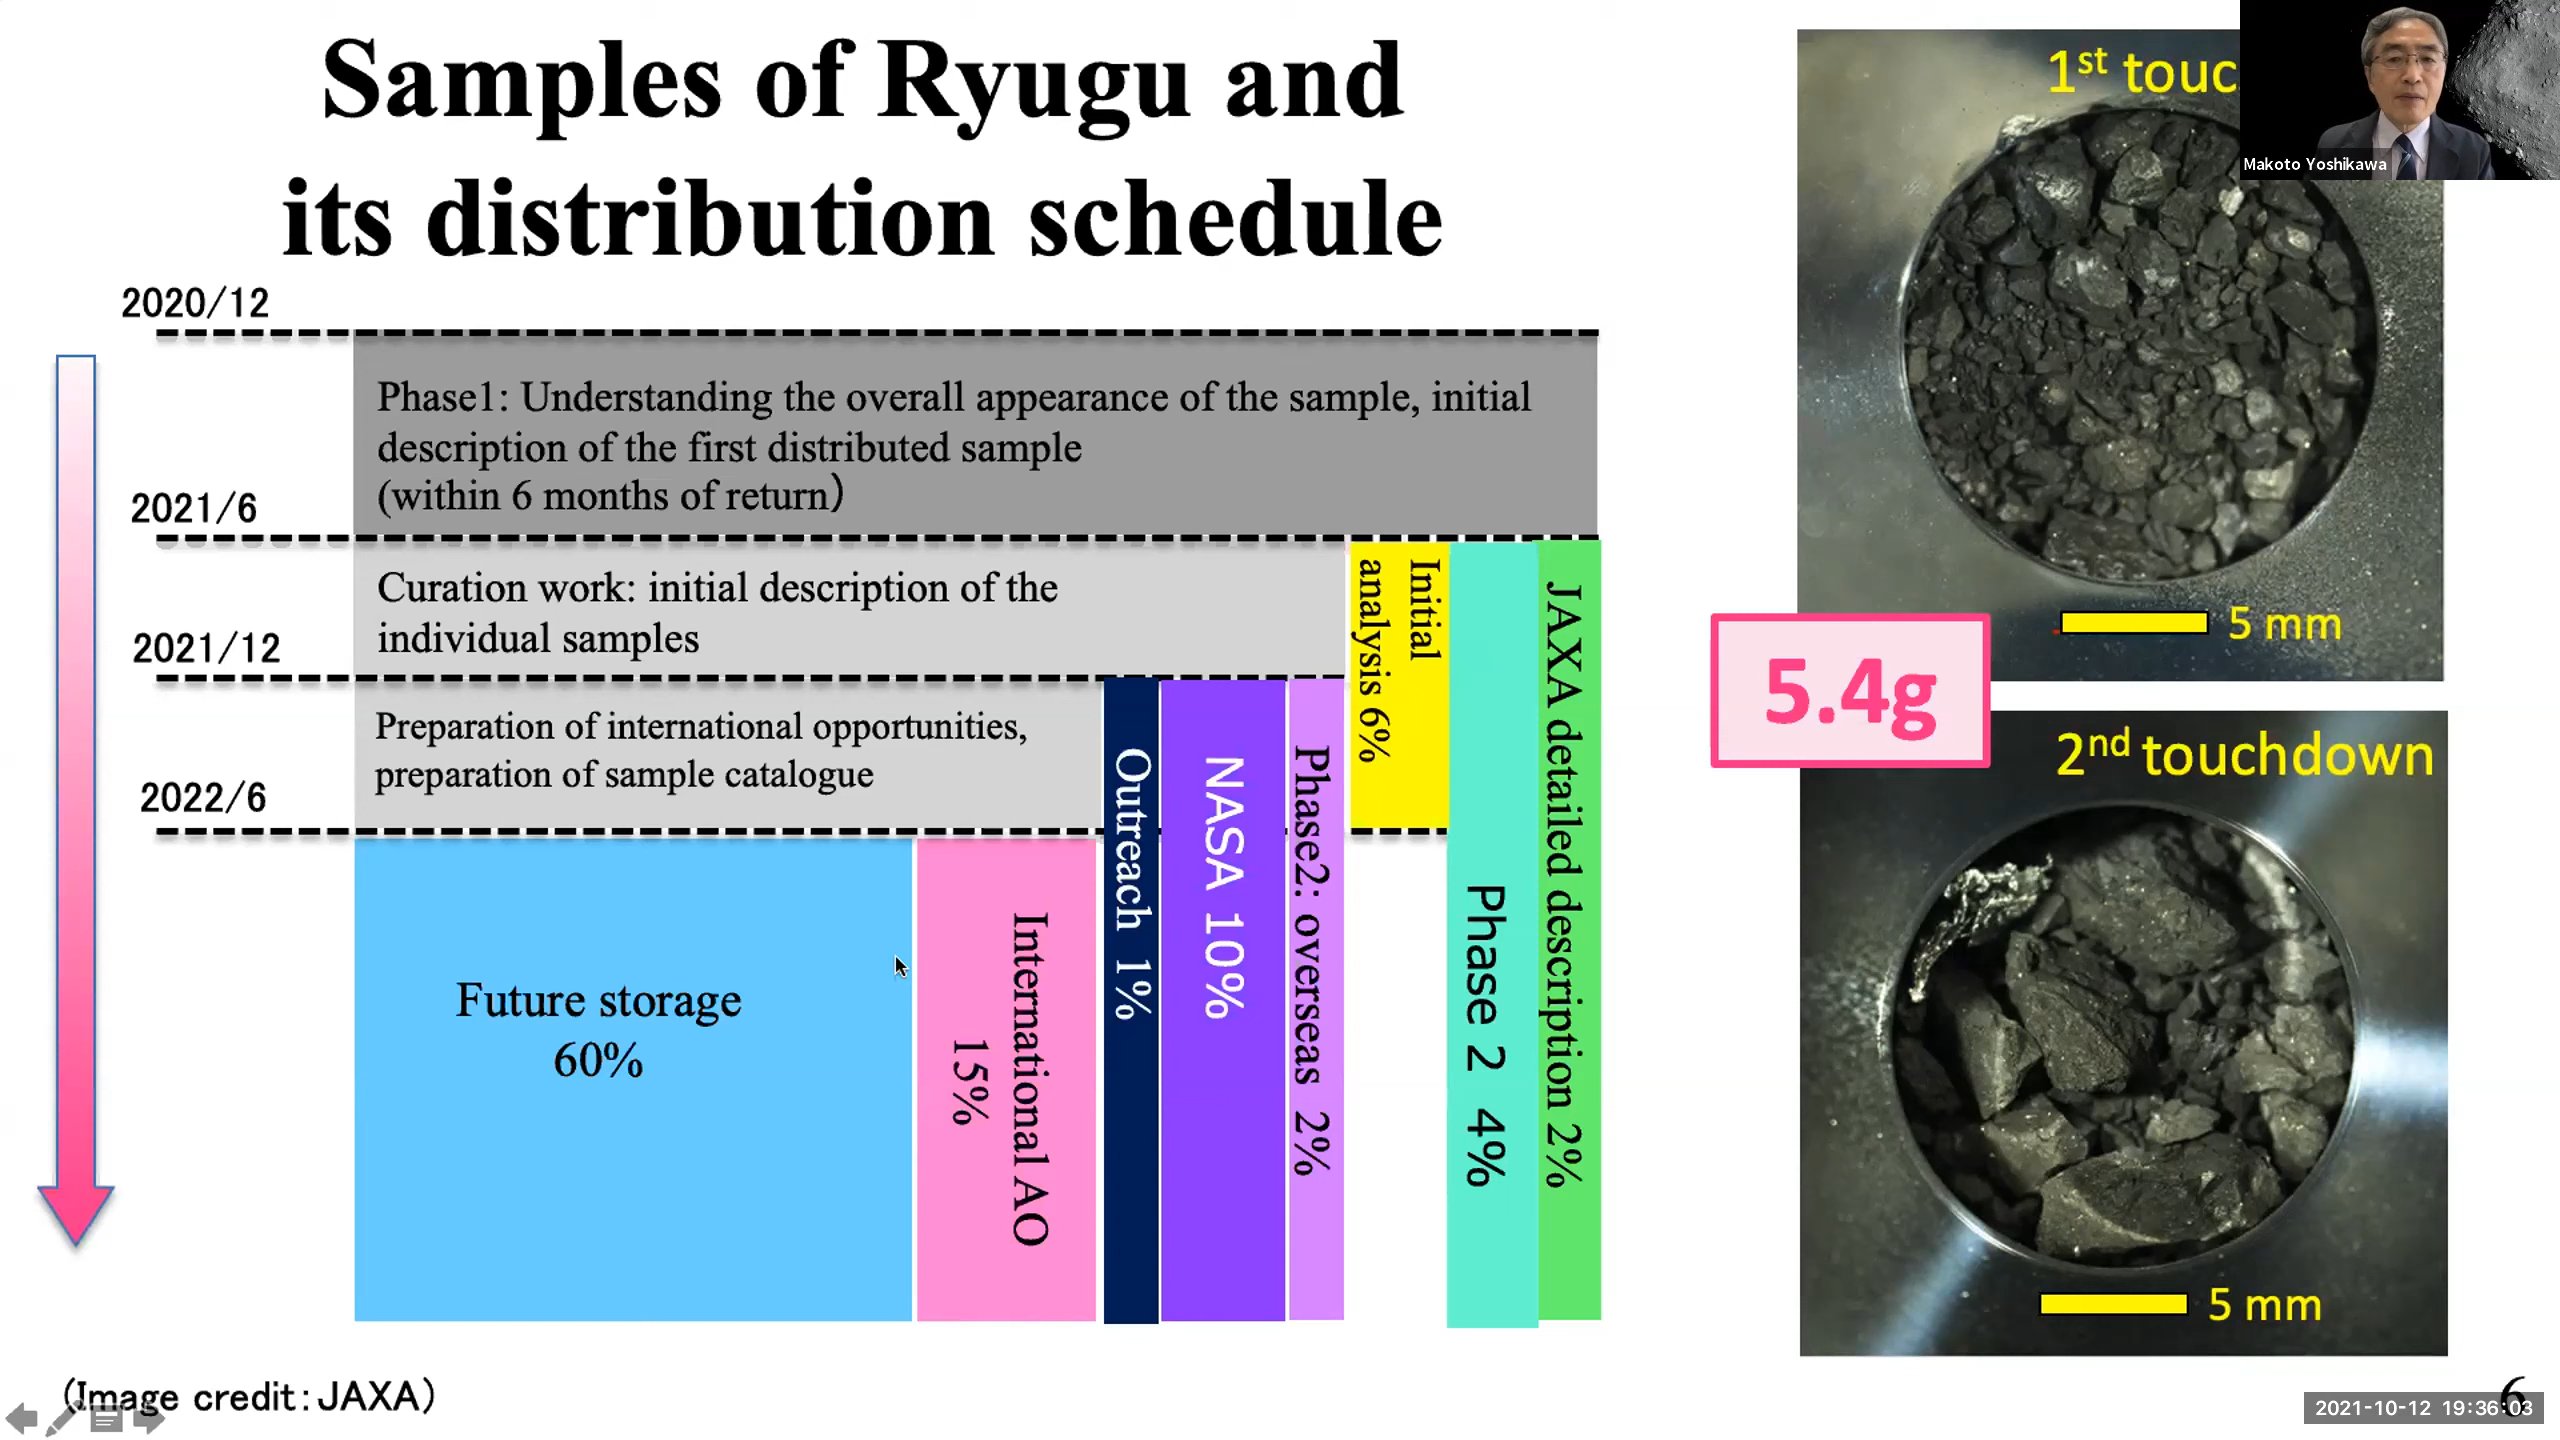 Samples of Ryugu and
its distribution schedule
2020/12
Phase1: Understanding the overall appearance of the sample, initial
description of the first distributed sample
(within 6 months of return)
2021/6
Curation work: initial description of the
individual samples
2021/12
Preparation of international opportunities,
preparation of sample catalogue
2022/6
Future storage
60%
International AO
15%
Outreach 1%
NASA 10%
Phase2: overseas 2%
Initial
analysis 6%
Phase 2 4%
JAXA detailed description 2%
1st touc
Makoto Yoshikawa
5 mm
5.4g
2nd touchdown
5 mm
(Image credit:JAXA)
6
2021-10-12 19:36:03